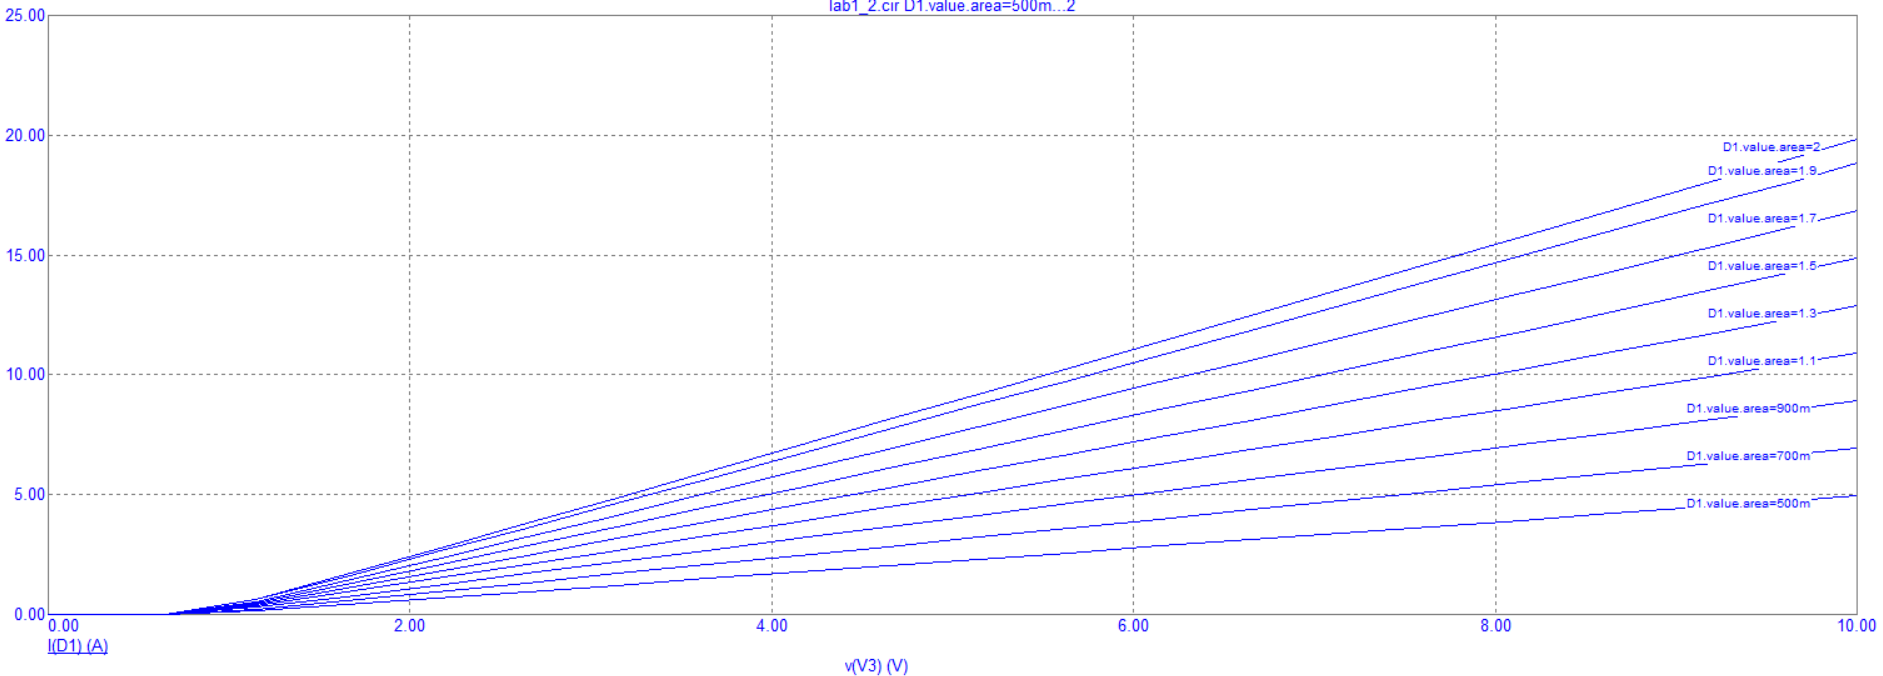 lab1_2.cir D1.value.area=500m...2
25.00
20.00
D1.value.area=2
D1.value.area=1.9
D1.value.area=1.7
15.00
D1.value.area=1.5
D1.value.area=1.3
10.00
D1.value.area=1.1
D1.value.area=900m
D1.value.area=700m
5.00
D1.value.area=500m
0.00
0.00 2.00 4.00 6.00 8.00 10.00
I(D1) (A)
v(V3) (V)